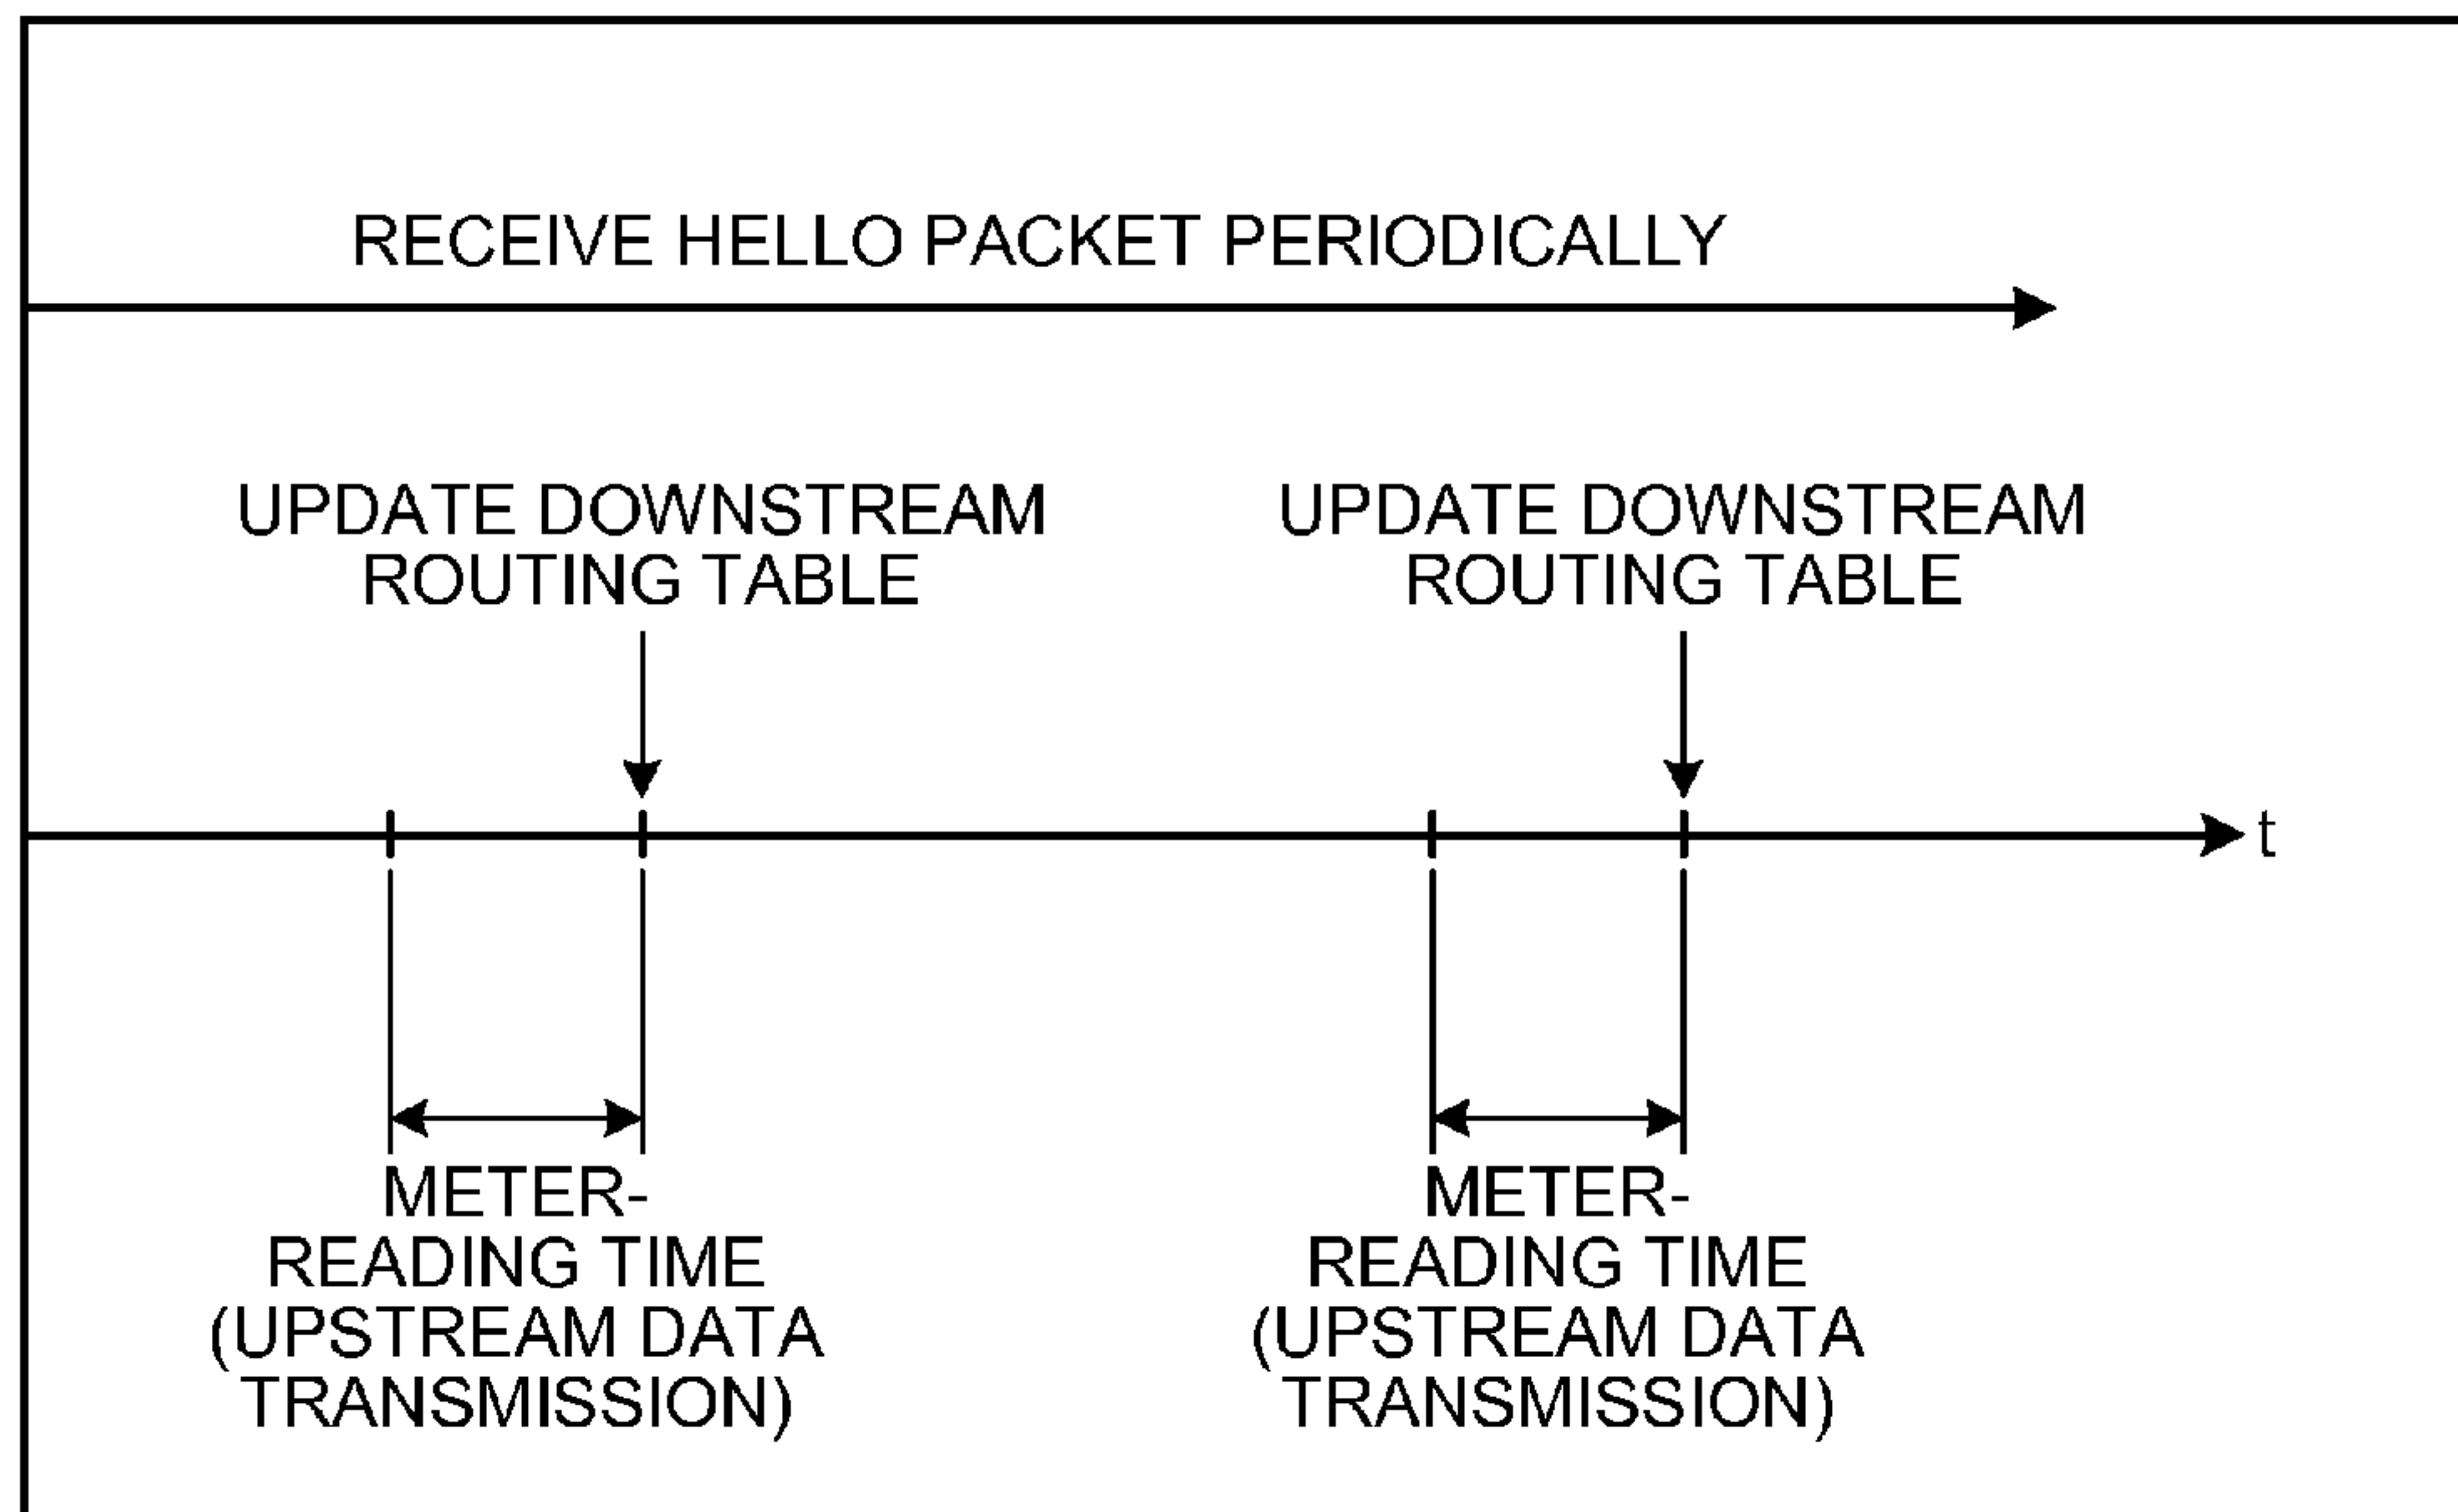 RECEIVE HELLO PACKET PERIODICALLY
UPDATE DOWNSTREAM
ROUTING TABLE
UPDATE DOWNSTREAM
ROUTING TABLE
t
METER-
READING TIME
(UPSTREAM DATA
TRANSMISSION)
METER-
READING TIME
(UPSTREAM DATA
TRANSMISSION)